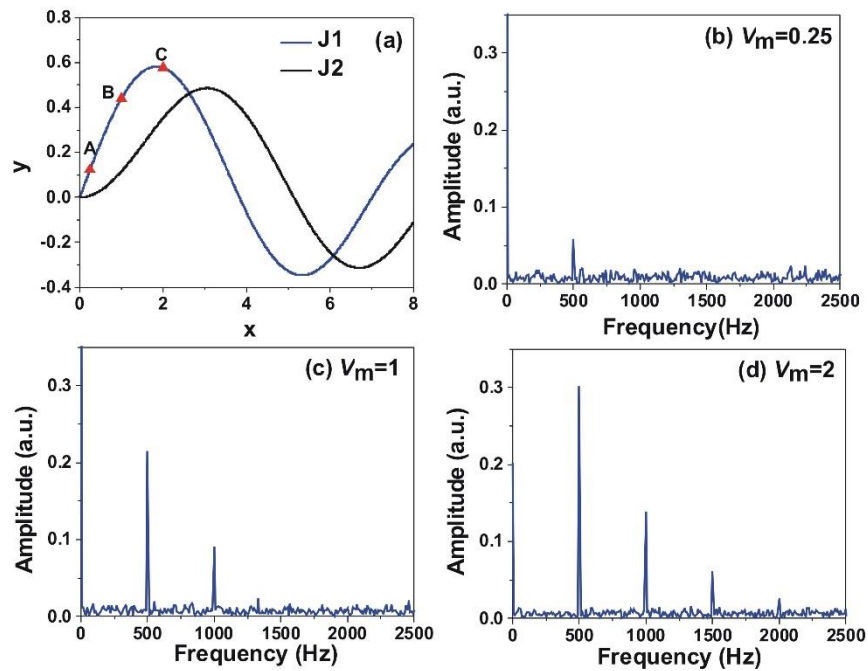 0.8
0.6
0.4
0.2
0.0
-0.2
-0.4
y
0 2 4 6 8
x
A
B
C
J1
J2
(a)
0.3
0.2
0.1
0.0
Amplitude (a.u.)
0 500 1000 1500 2000 2500
Frequency(Hz)
(b) Vm=0.25
0.3
0.2
0.1
0.0
Amplitude (a.u.)
0 500 1000 1500 2000 2500
Frequency (Hz)
(c) Vm=1
0.3
0.2
0.1
0.0
Amplitude (a.u.)
0 500 1000 1500 2000 2500
Frequency (Hz)
(d) Vm=2